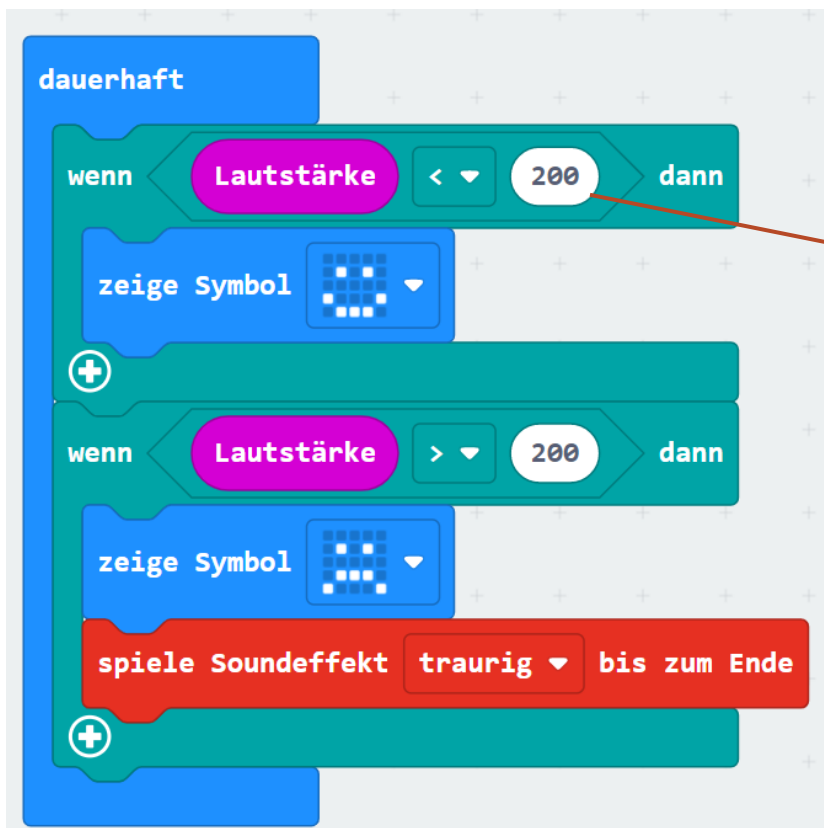 dauerhaft
wenn Lautstärke < 200 dann
zeige Symbol
wenn Lautstärke > 200 dann
zeige Symbol
spiele Soundeffekt traurig bis zum Ende